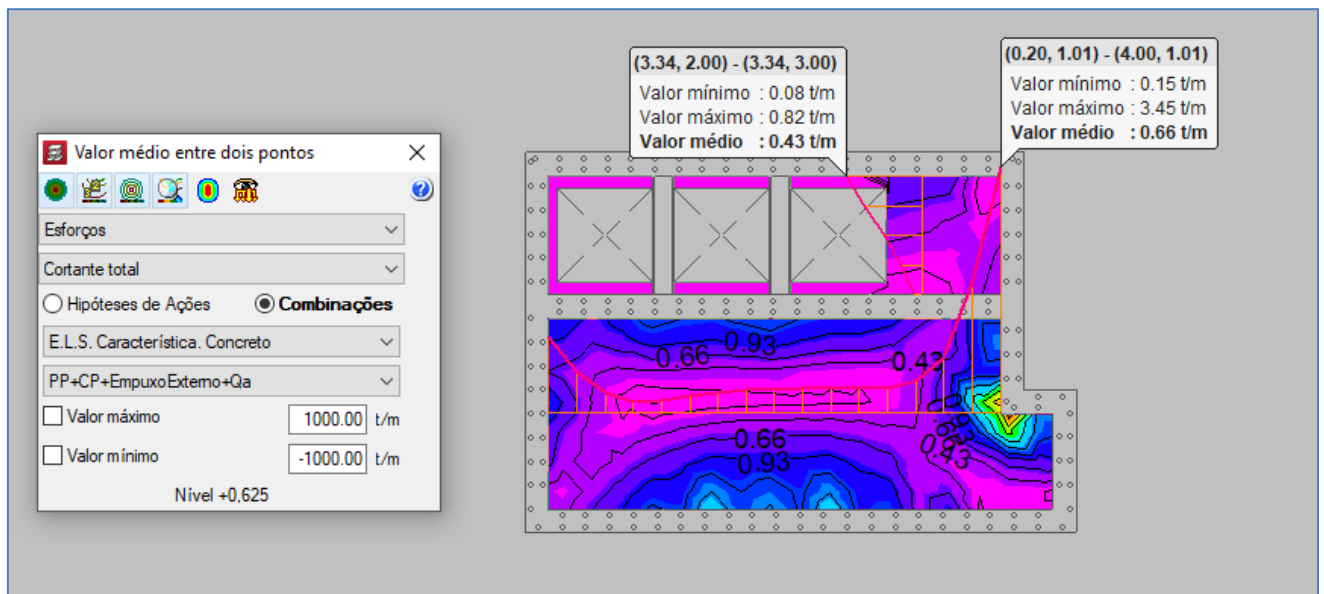 Valor médio entre dois pontos
Esforços
Cortante total
Hipóteses de Ações
Combinações
E.L.S. Característica. Concreto
PP+CP+EmpuxoExterno+Qa
Valor máximo 1000.00 t/m
Valor mínimo -1000.00 t/m
Nível +0,625
(3.34, 2.00) - (3.34, 3.00)
Valor mínimo : 0.08 t/m
Valor máximo : 0.82 t/m
Valor médio : 0.43 t/m
(0.20, 1.01) - (4.00, 1.01)
Valor mínimo : 0.15 t/m
Valor máximo : 3.45 t/m
Valor médio : 0.66 t/m
0.66 0.93
0.43
0.66
0.93
0.93
0.66
0.43